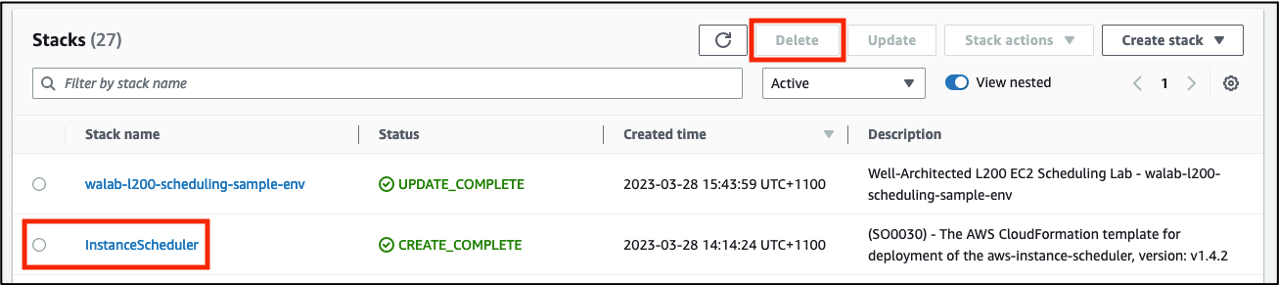 Stacks (27)
Delete
Update
Stack actions
Create stack
Filter by stack name
Active
View nested
1
Stack name
Status
Created time
Description
walab-l200-scheduling-sample-env
UPDATE_COMPLETE
2023-03-28 15:43:59 UTC+1100
Well-Architected L200 EC2 Scheduling Lab - walab-l200-
scheduling-sample-env
InstanceScheduler
CREATE_COMPLETE
2023-03-28 14:14:24 UTC+1100
(SO0030) - The AWS CloudFormation template for
deployment of the aws-instance-scheduler, version: v1.4.2